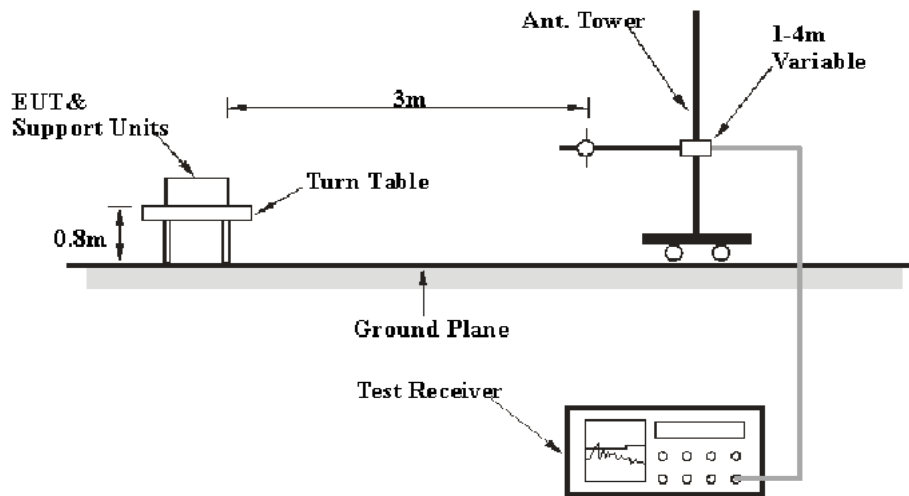 Ant. Tower
1-4m
Variable
3m
EUT&
Support Units
Turn Table
0.8m
Ground Plane
Test Receiver